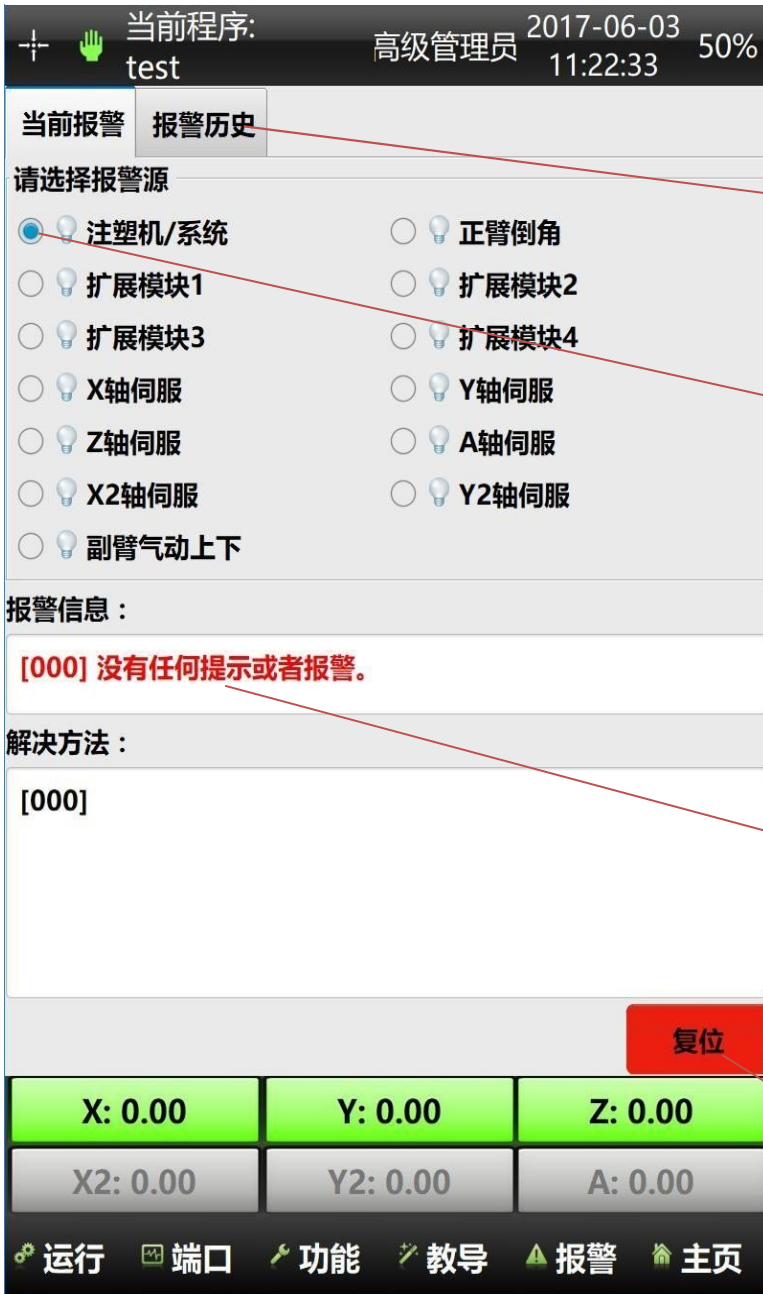 当前程序: 高级管理员 2017-06-03 50%
test 11:22:33
当前报警 报警历史
请选择报警源
注塑机/系统 正臂倒角
扩展模块1 扩展模块2
扩展模块3 扩展模块4
X轴伺服 Y轴伺服
Z轴伺服 A轴伺服
X2轴伺服 Y2轴伺服
副臂气动上下
报警信息：
[000] 没有任何提示或者报警。
解决方法：
[000]
复位
X: 0.00 Y: 0.00 Z: 0.00
X2: 0.00 Y2: 0.00 A: 0.00
运行 端口 功能 教导 报警 主页